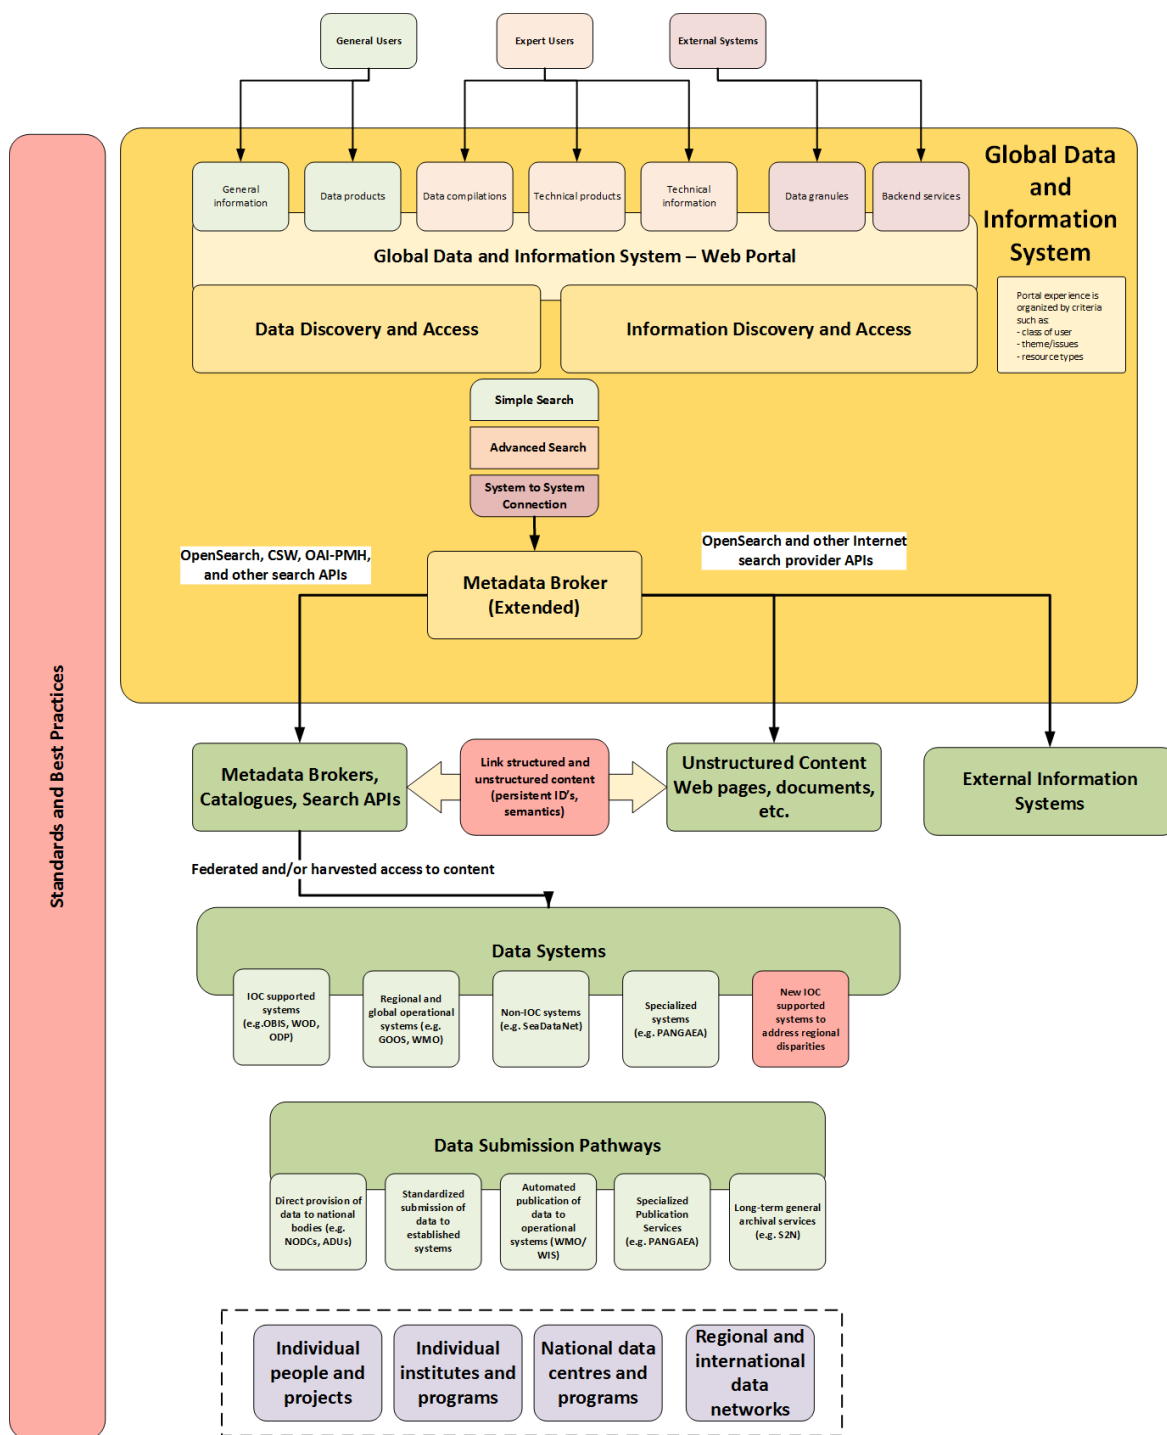 General Users
Expert Users
External Systems
Global Data
and
Information
System
General
information
Data products
Data compilations
Technical products
Technical
information
Data granules
Backend services
Global Data and Information System – Web Portal
Portal experience is
organized by criteria
such as:
- class of user
- theme/issues
- resource types
Data Discovery and Access
Information Discovery and Access
Simple Search
Advanced Search
System to System
Connection
OpenSearch, CSW, OAI-PMH,
and other search APIs
OpenSearch and other Internet
search provider APIs
Metadata Broker
(Extended)
Standards and Best Practices
Metadata Brokers,
Catalogues, Search APIs
Link structured and
unstructured content
(persistent ID's,
semantics)
Unstructured Content
Web pages, documents,
etc.
External Information
Systems
Federated and/or harvested access to content
Data Systems
IOC supported
systems
(e.g.OBIS, WOD,
ODP)
Regional and
global operational
systems (e.g.
GOOS, WMO)
Non-IOC systems
(e.g. SeaDataNet)
Specialized
systems
(e.g. PANGAEA)
New IOC
supported
systems to
address regional
disparities
Data Submission Pathways
Direct provision of
data to national
bodies (e.g.
NODCs, ADUs)
Standardized
submission of
data to
established
systems
Automated
publication of
data to
operational
systems (WMO/
WIS)
Specialized
Publication
Services
(e.g. PANGAEA)
Long-term general
archival services
(e.g. S2N)
Individual
people and
projects
Individual
institutes and
programs
National data
centres and
programs
Regional and
international
data
networks